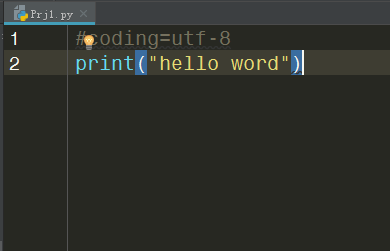 Prj1.py
1 #coding=utf-8
2 print("hello word")